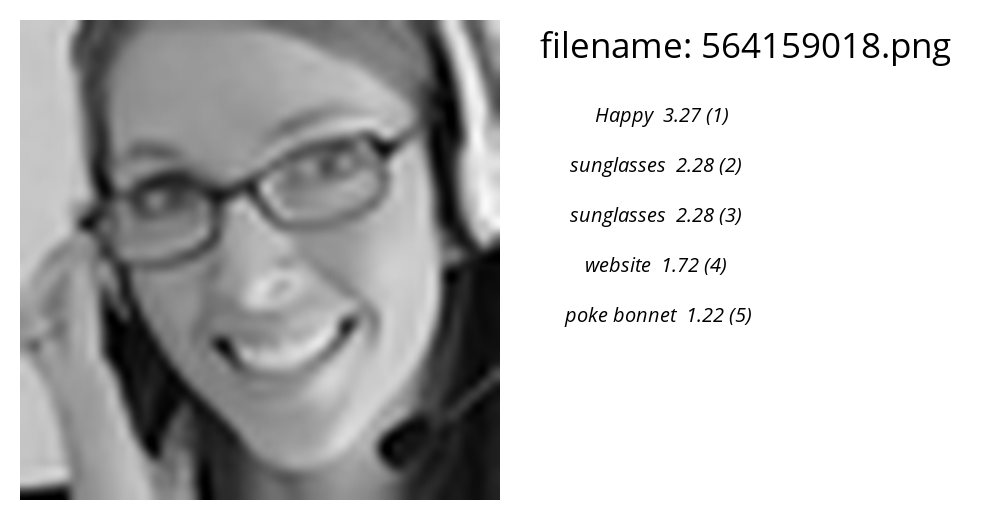 filename: 564159018.png
Happy 3.27 (1)
sunglasses 2.28 (2)
sunglasses 2.28 (3)
website 1.72 (4)
poke bonnet 1.22 (5)